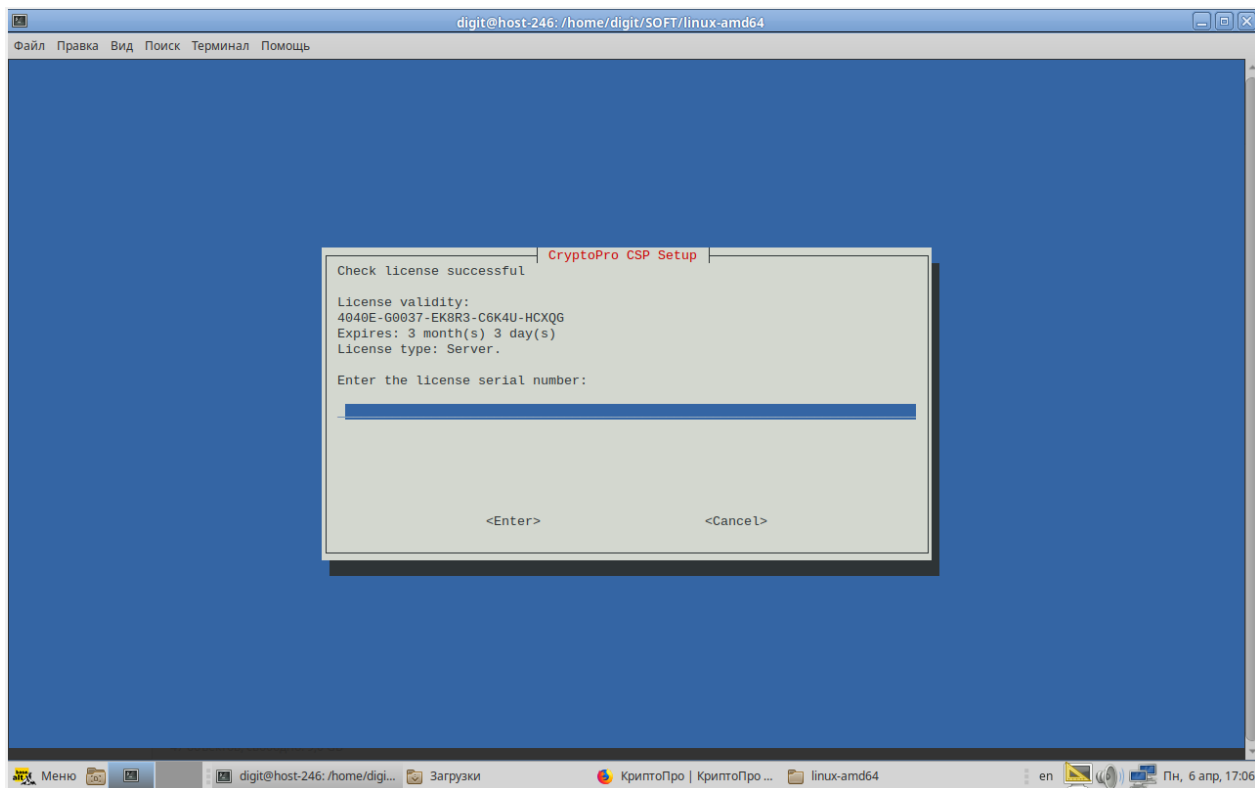 digit@host-246: /home/digit/SOFT/linux-amd64
Файл Правка Вид Поиск Терминал Помощь
CryptoPro CSP Setup
Check license successful
License validity:
4040E-G0037-EK8R3-C6K4U-HCXQG
Expires: 3 month(s) 3 day(s)
License type: Server.
Enter the license serial number:
<Enter> <Cancel>
Меню digit@host-246: /home/digi... Загрузки КриптоПро | КриптоПро ... linux-amd64 en Пн, 6 апр, 17:06